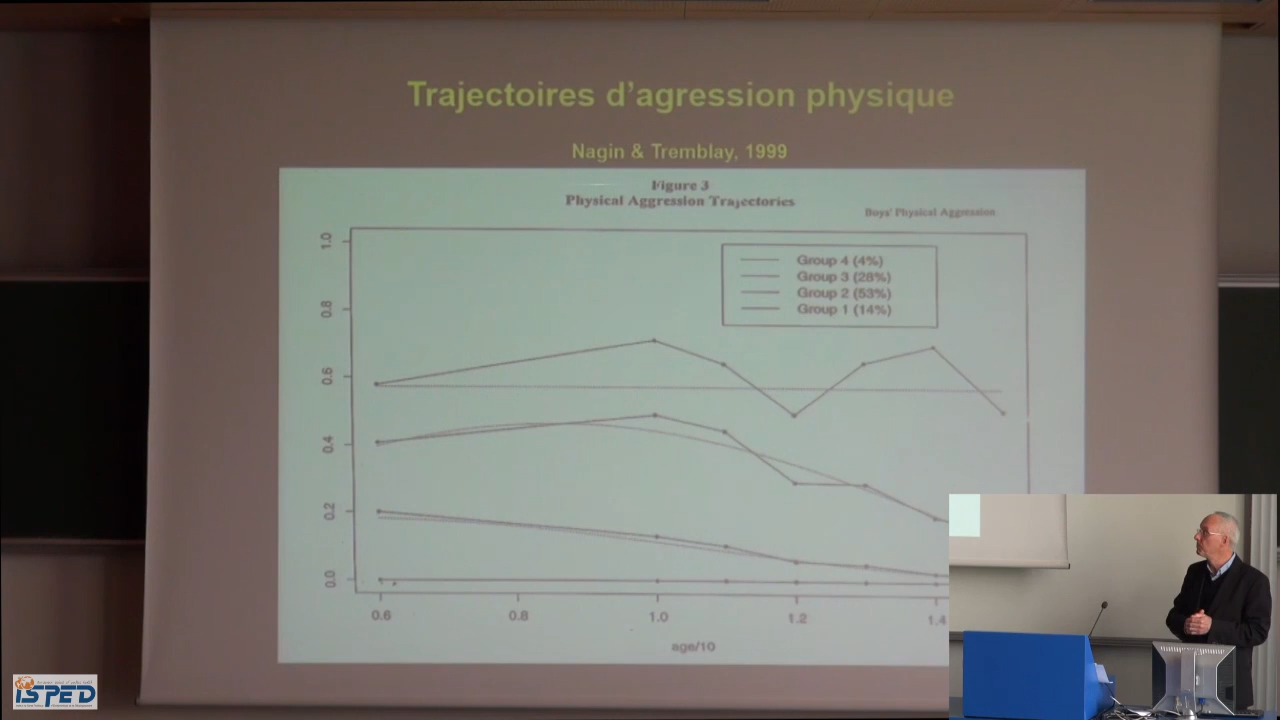 Trajectoires d'agression physique
Nagin & Tremblay, 1999
Figure 3
Physical Aggression Trajectories
Boys' Physical Aggression
Group 4 (4%)
Group 3 (28%)
Group 2 (53%)
Group 1 (14%)
1.0
0.8
0.6
0.4
0.2
0.0
0.6 0.8 1.0 1.2 1.4
age/10
ISPED